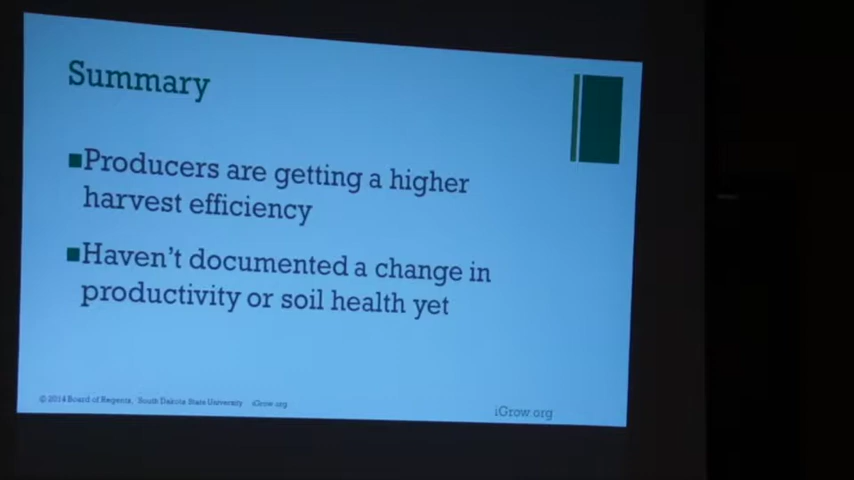 Summary
■Producers are getting a higher
harvest efficiency
■Haven't documented a change in
productivity or soil health yet
© 2014 Board of Regents, South Dakota State University iGrow.org
iGrow.org